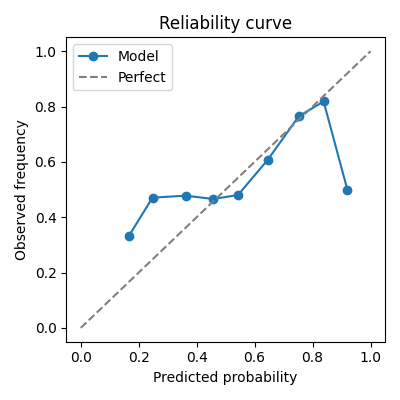 Reliability curve
Model
Perfect
Observed frequency
1.0
0.8
0.6
0.4
0.2
0.0
0.0 0.2 0.4 0.6 0.8 1.0
Predicted probability